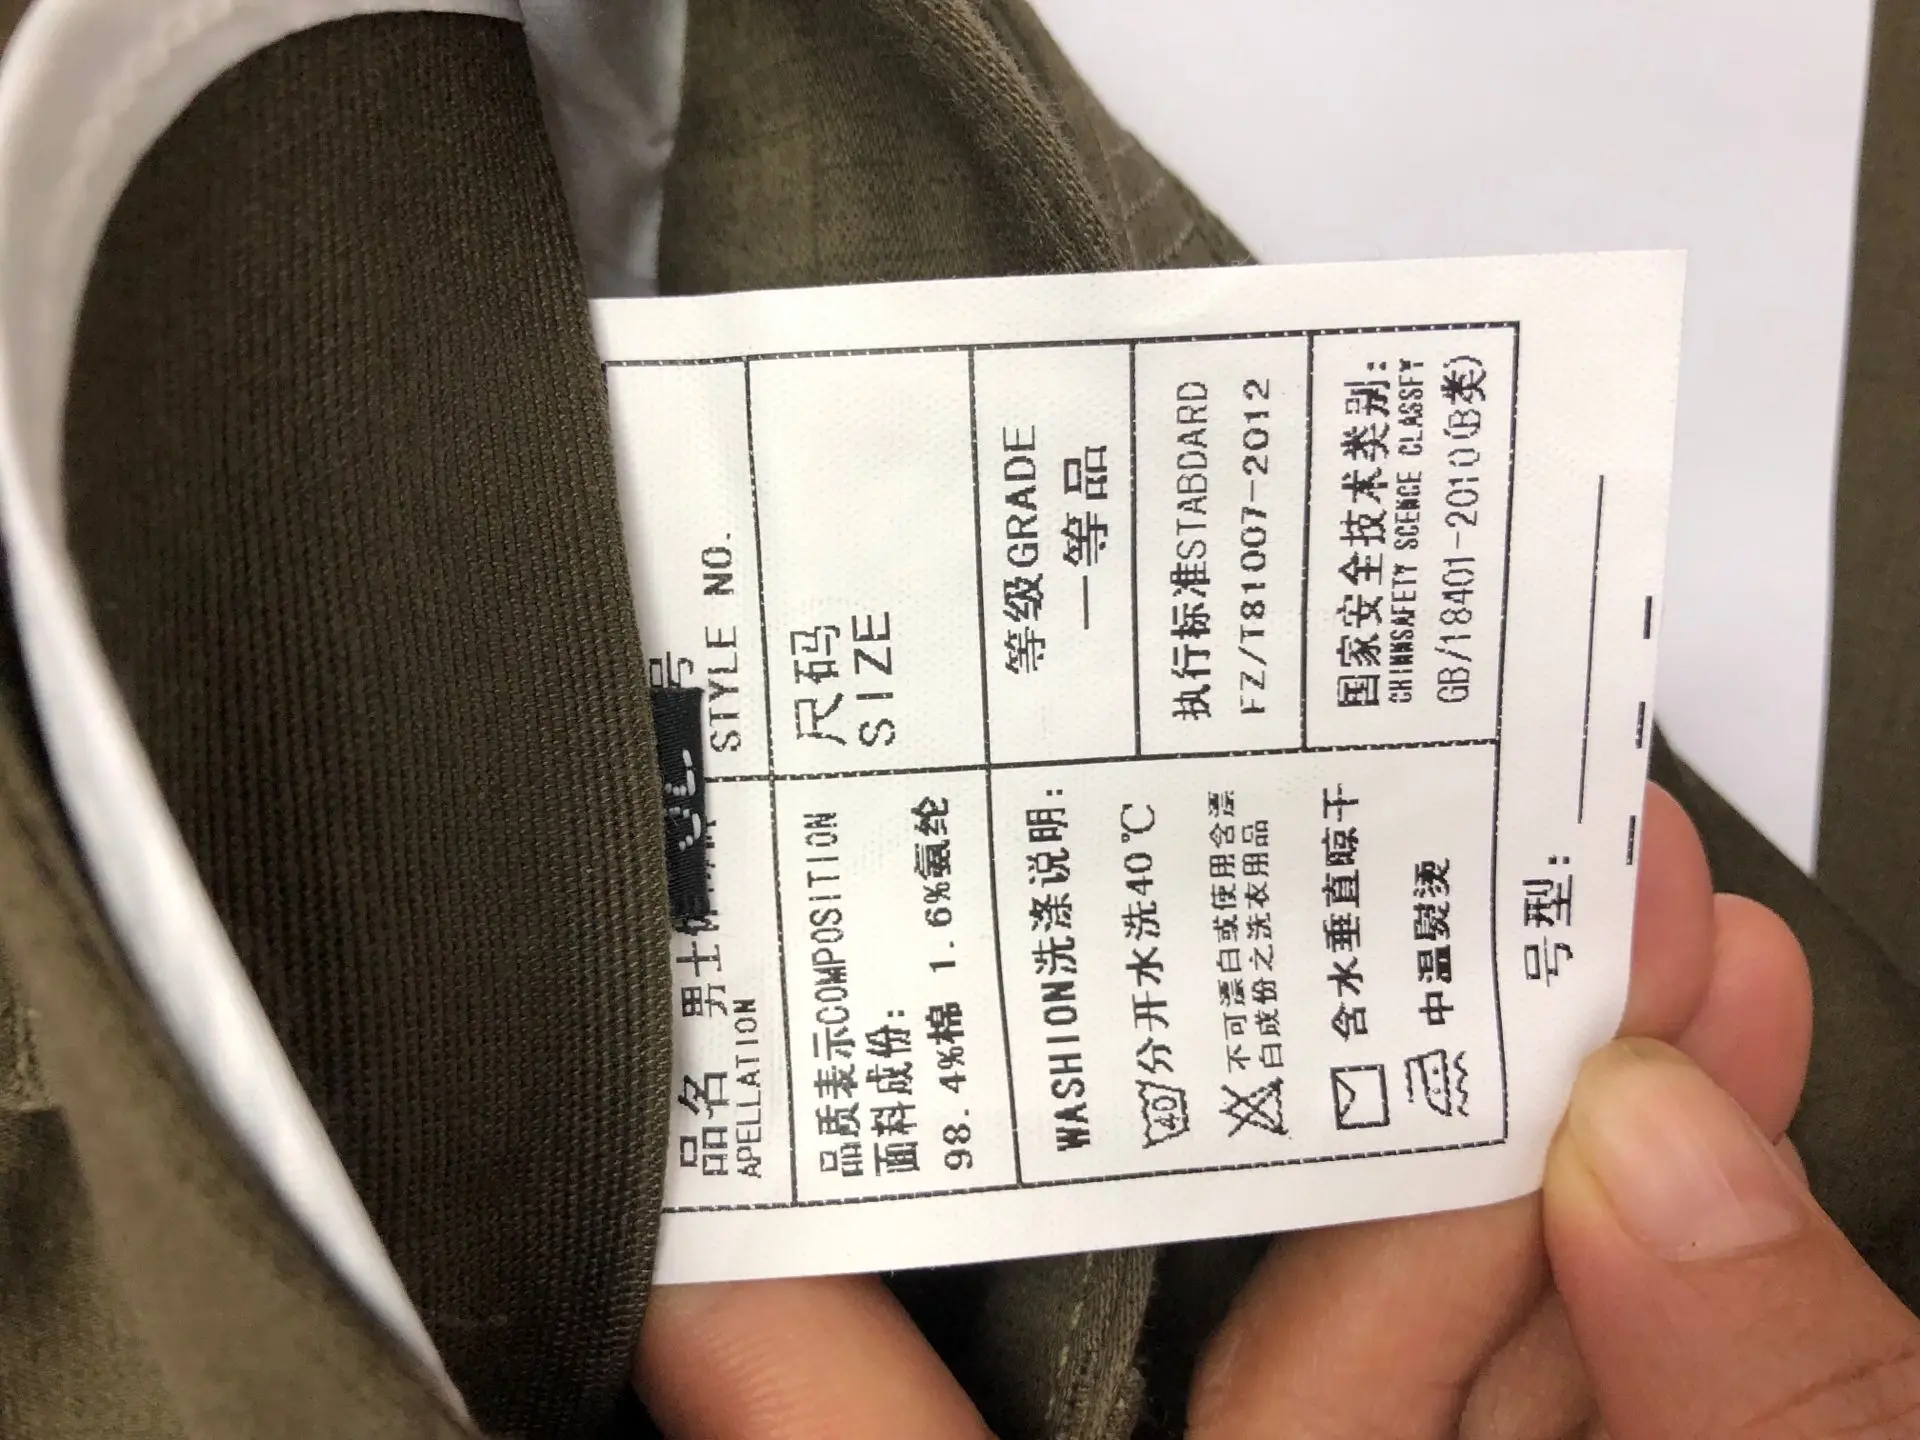 品名 男士休
APELLATION
号
STYLE NO.
品质表示COMPOSITION
面料成份:
98.4%棉 1.6%氨纶
尺码
SIZE
WASHION洗涤说明:
40 分开水洗40℃
不可漂白或使用含漂
白成份之洗衣用品
含水垂直晾干
中温熨烫
等级GRADE
一等品
执行标准STABDARD
FZ/T81007-2012
国家安全技术类别:
CHINNSAFETY SCENCE CLASSFY
GB/18401-2010(B类)
号型: